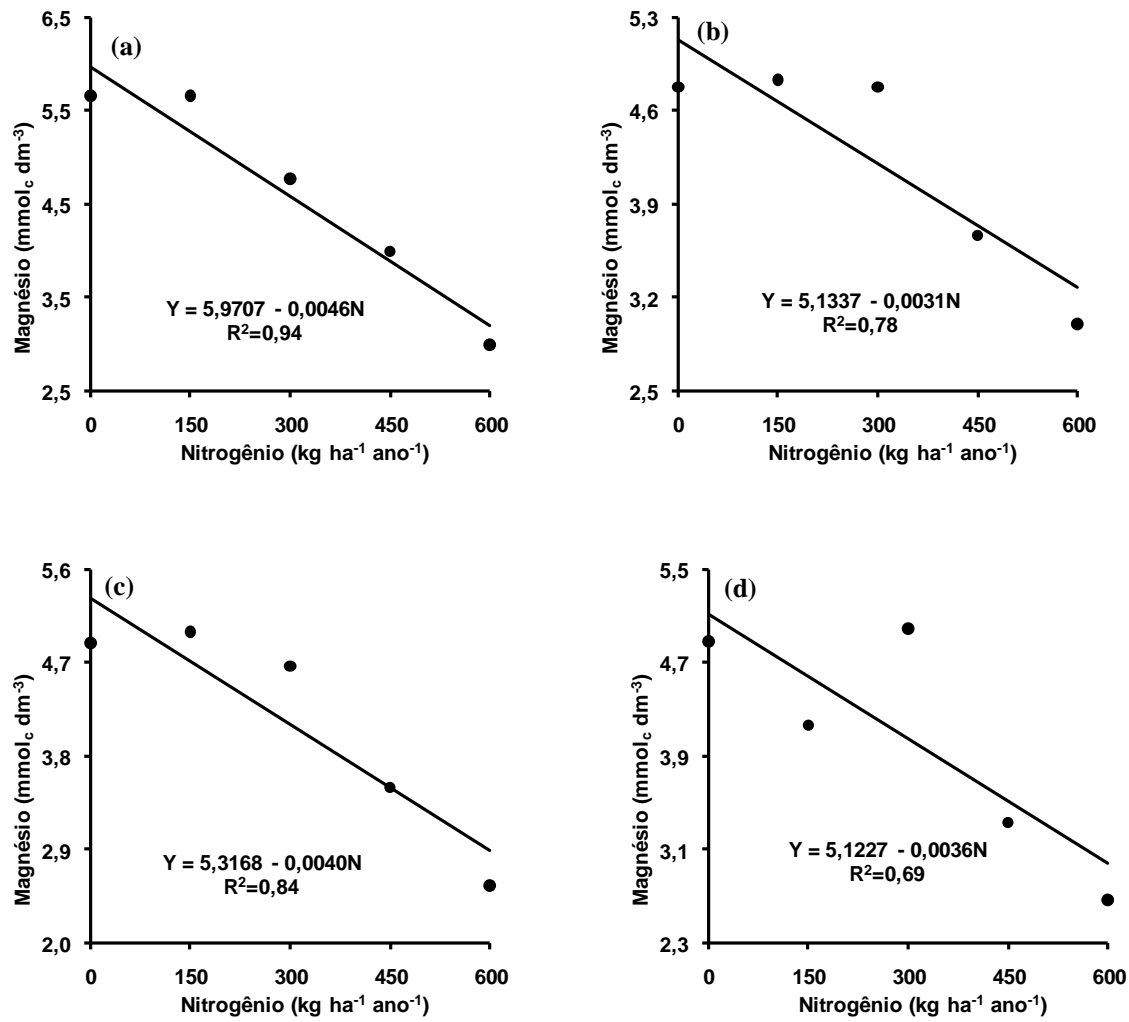 (a)
Magnésio (mmolc dm-3)
6,5
5,5
4,5
3,5
2,5
Y = 5,9707 - 0,0046N
R2=0,94
0 150 300 450 600
Nitrogênio (kg ha-1 ano-1)
(b)
Magnésio (mmolc dm-3)
5,3
4,6
3,9
3,2
2,5
Y = 5,1337 - 0,0031N
R2=0,78
0 150 300 450 600
Nitrogênio (kg ha-1 ano-1)
(c)
Magnésio (mmolc dm-3)
5,6
4,7
3,8
2,9
2,0
Y = 5,3168 - 0,0040N
R2=0,84
0 150 300 450 600
Nitrogênio (kg ha-1 ano-1)
(d)
Magnésio (mmolc dm-3)
5,5
4,7
3,9
3,1
2,3
Y = 5,1227 - 0,0036N
R2=0,69
0 150 300 450 600
Nitrogênio (kg ha-1 ano-1)